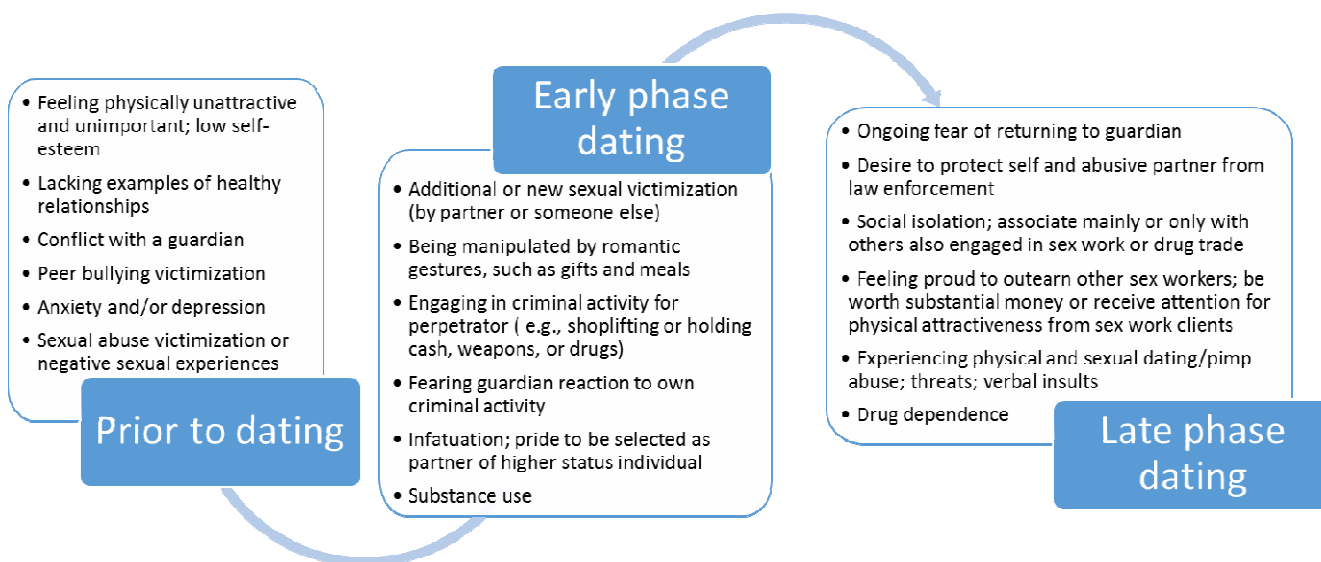 • Feeling physically unattractive
and unimportant; low self-
esteem
• Lacking examples of healthy
relationships
• Conflict with a guardian
• Peer bullying victimization
• Anxiety and/or depression
• Sexual abuse victimization or
negative sexual experiences
Prior to dating
Early phase
dating
• Additional or new sexual victimization
(by partner or someone else)
• Being manipulated by romantic
gestures, such as gifts and meals
• Engaging in criminal activity for
perpetrator ( e.g., shoplifting or holding
cash, weapons, or drugs)
• Fearing guardian reaction to own
criminal activity
• Infatuation; pride to be selected as
partner of higher status individual
• Substance use
• Ongoing fear of returning to guardian
• Desire to protect self and abusive partner from
law enforcement
• Social isolation; associate mainly or only with
others also engaged in sex work or drug trade
• Feeling proud to outearn other sex workers; be
worth substantial money or receive attention for
physical attractiveness from sex work clients
• Experiencing physical and sexual dating/pimp
abuse; threats; verbal insults
• Drug dependence
Late phase
dating